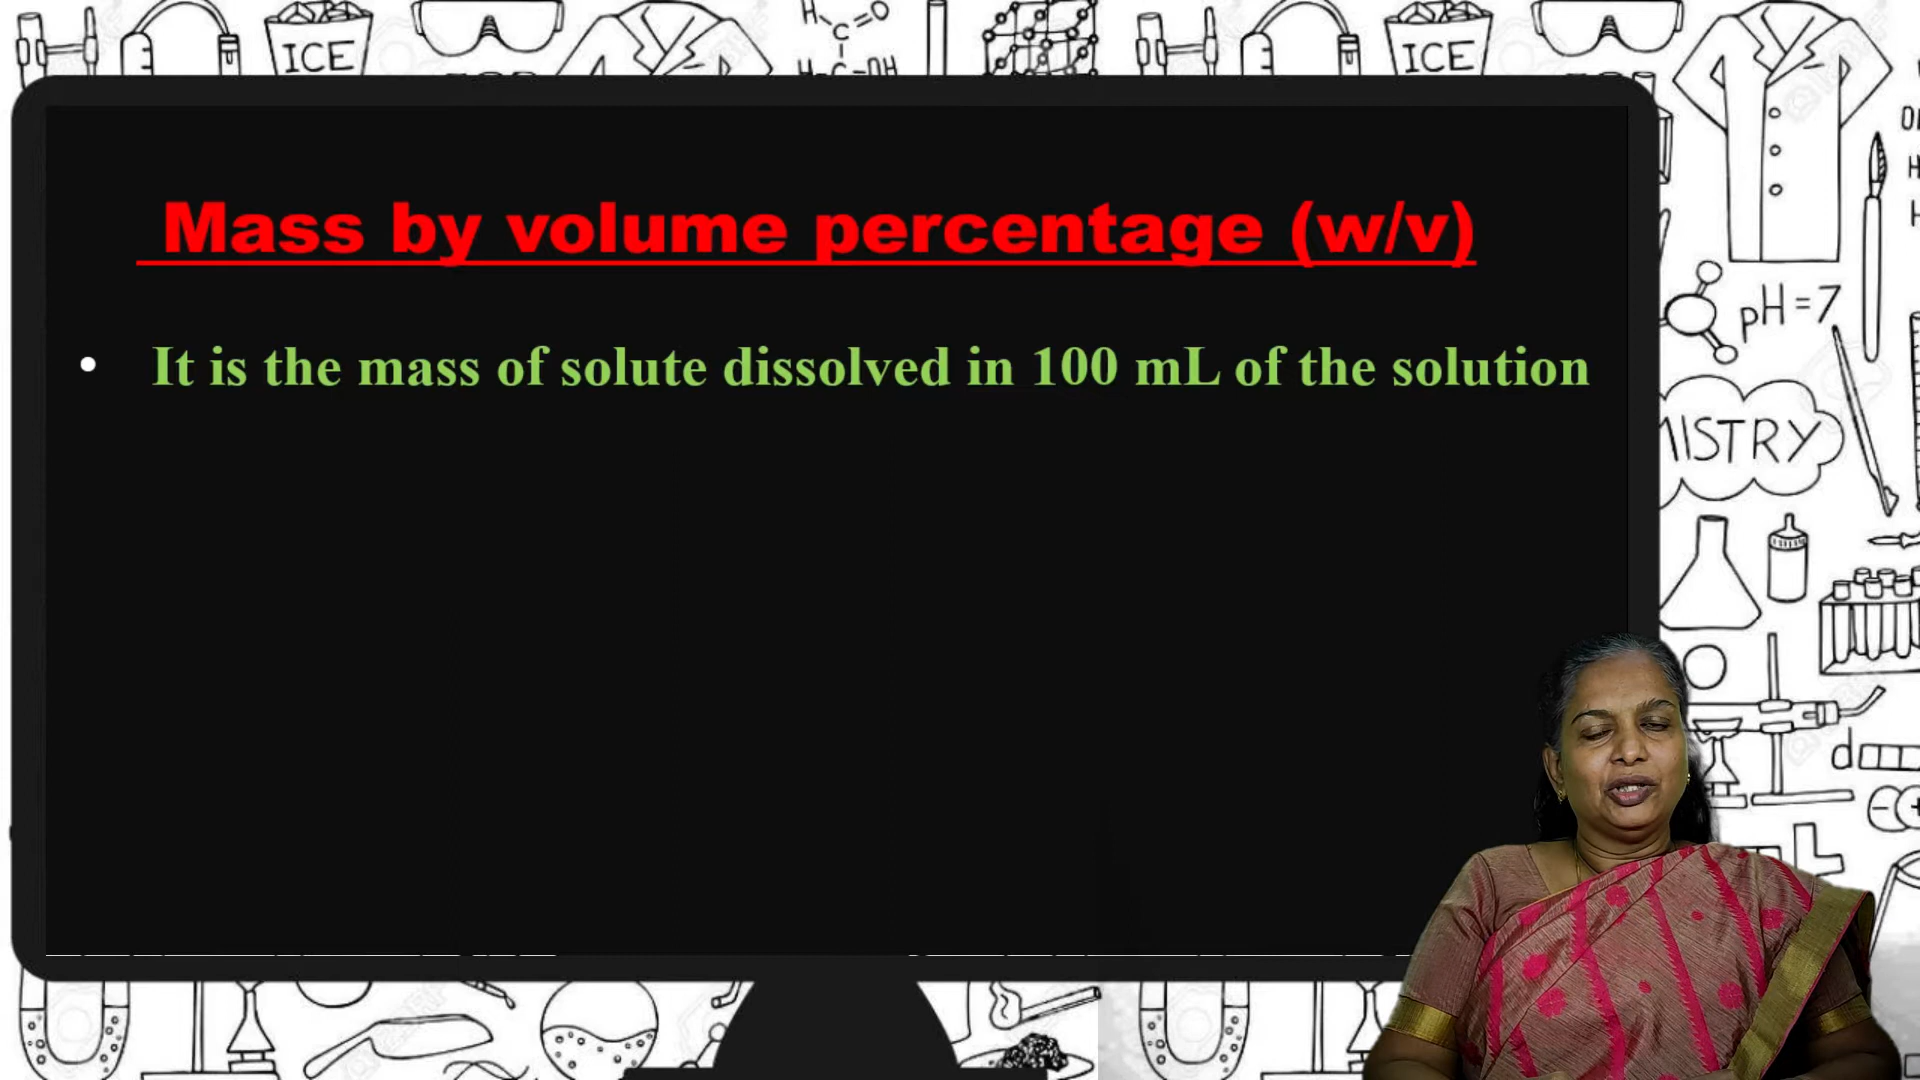 ICE
ICE
Mass by volume percentage (w/v)
• It is the mass of solute dissolved in 100 mL of the solution
pH=7
MISTRY